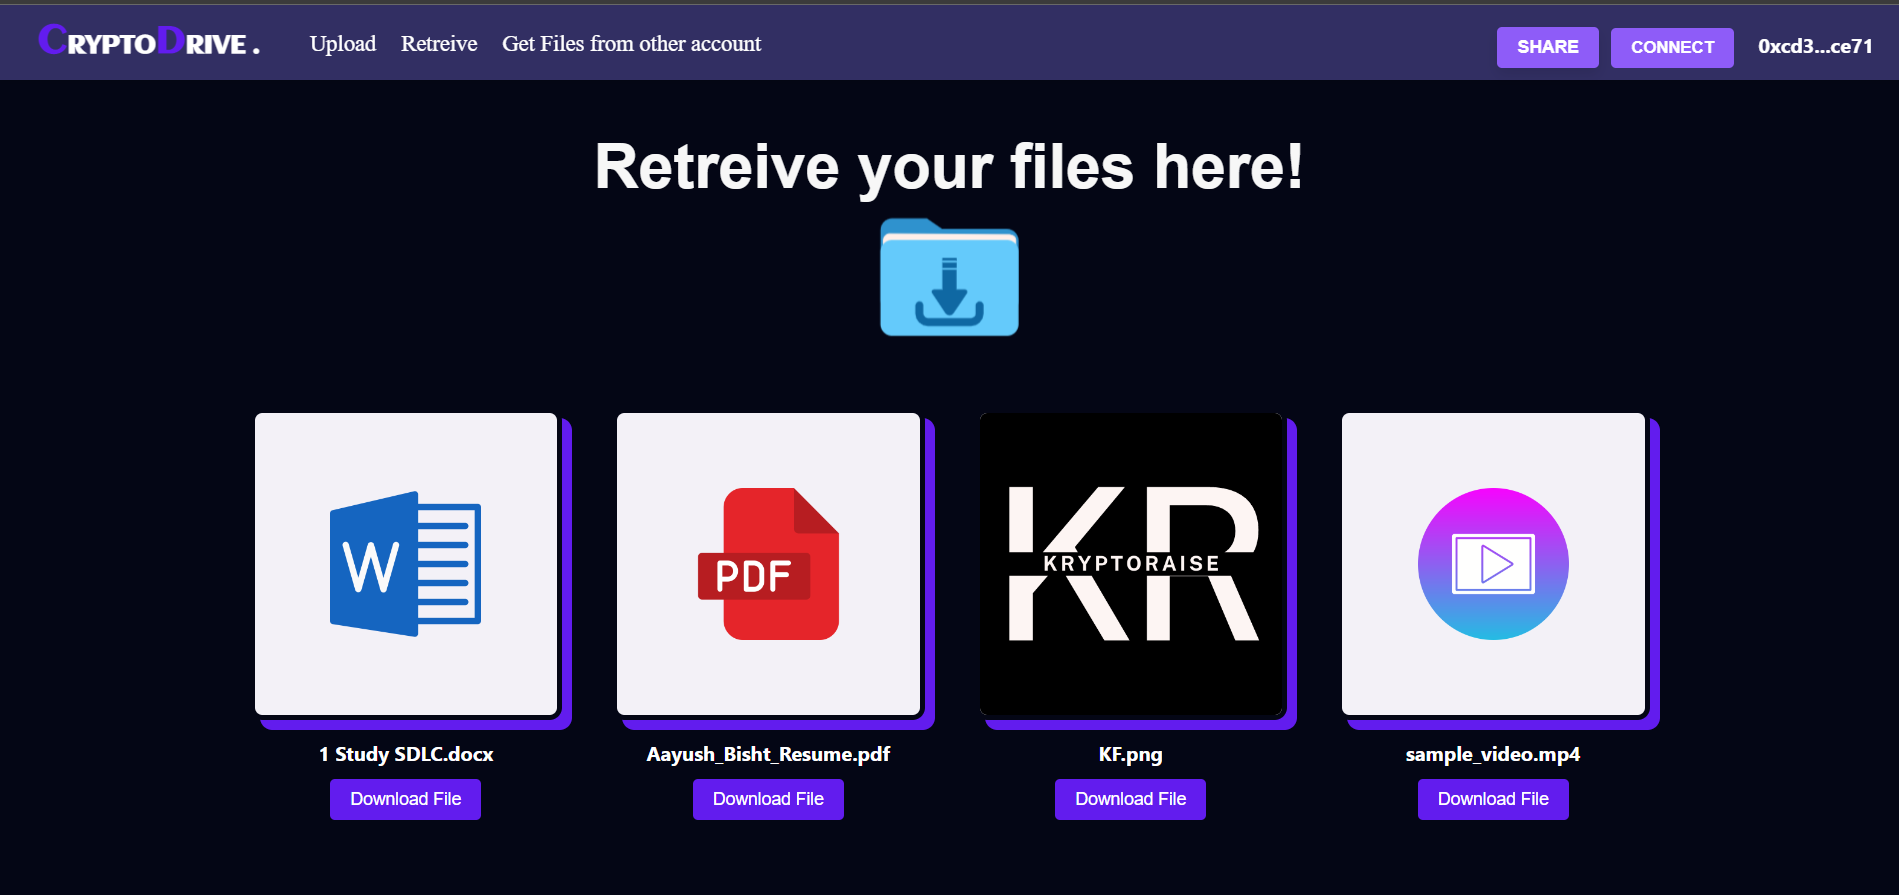 CRYPTODRIVE .
Upload Retreive Get Files from other account
SHARE CONNECT 0xcd3...ce71
Retreive your files here!
W
PDF
KR
KRYPTORAISE
1 Study SDLC.docx
Aayush_Bisht_Resume.pdf
KF.png
sample_video.mp4
Download File
Download File
Download File
Download File